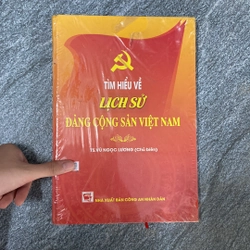 TÌM HIỂU VỀ
LỊCH SỬ
ĐẢNG CỘNG SẢN VIỆT NAM
TS. VŨ NGỌC LƯƠNG (Chủ biên)
NHÀ XUẤT BẢN CÔNG AN NHÂN DÂN